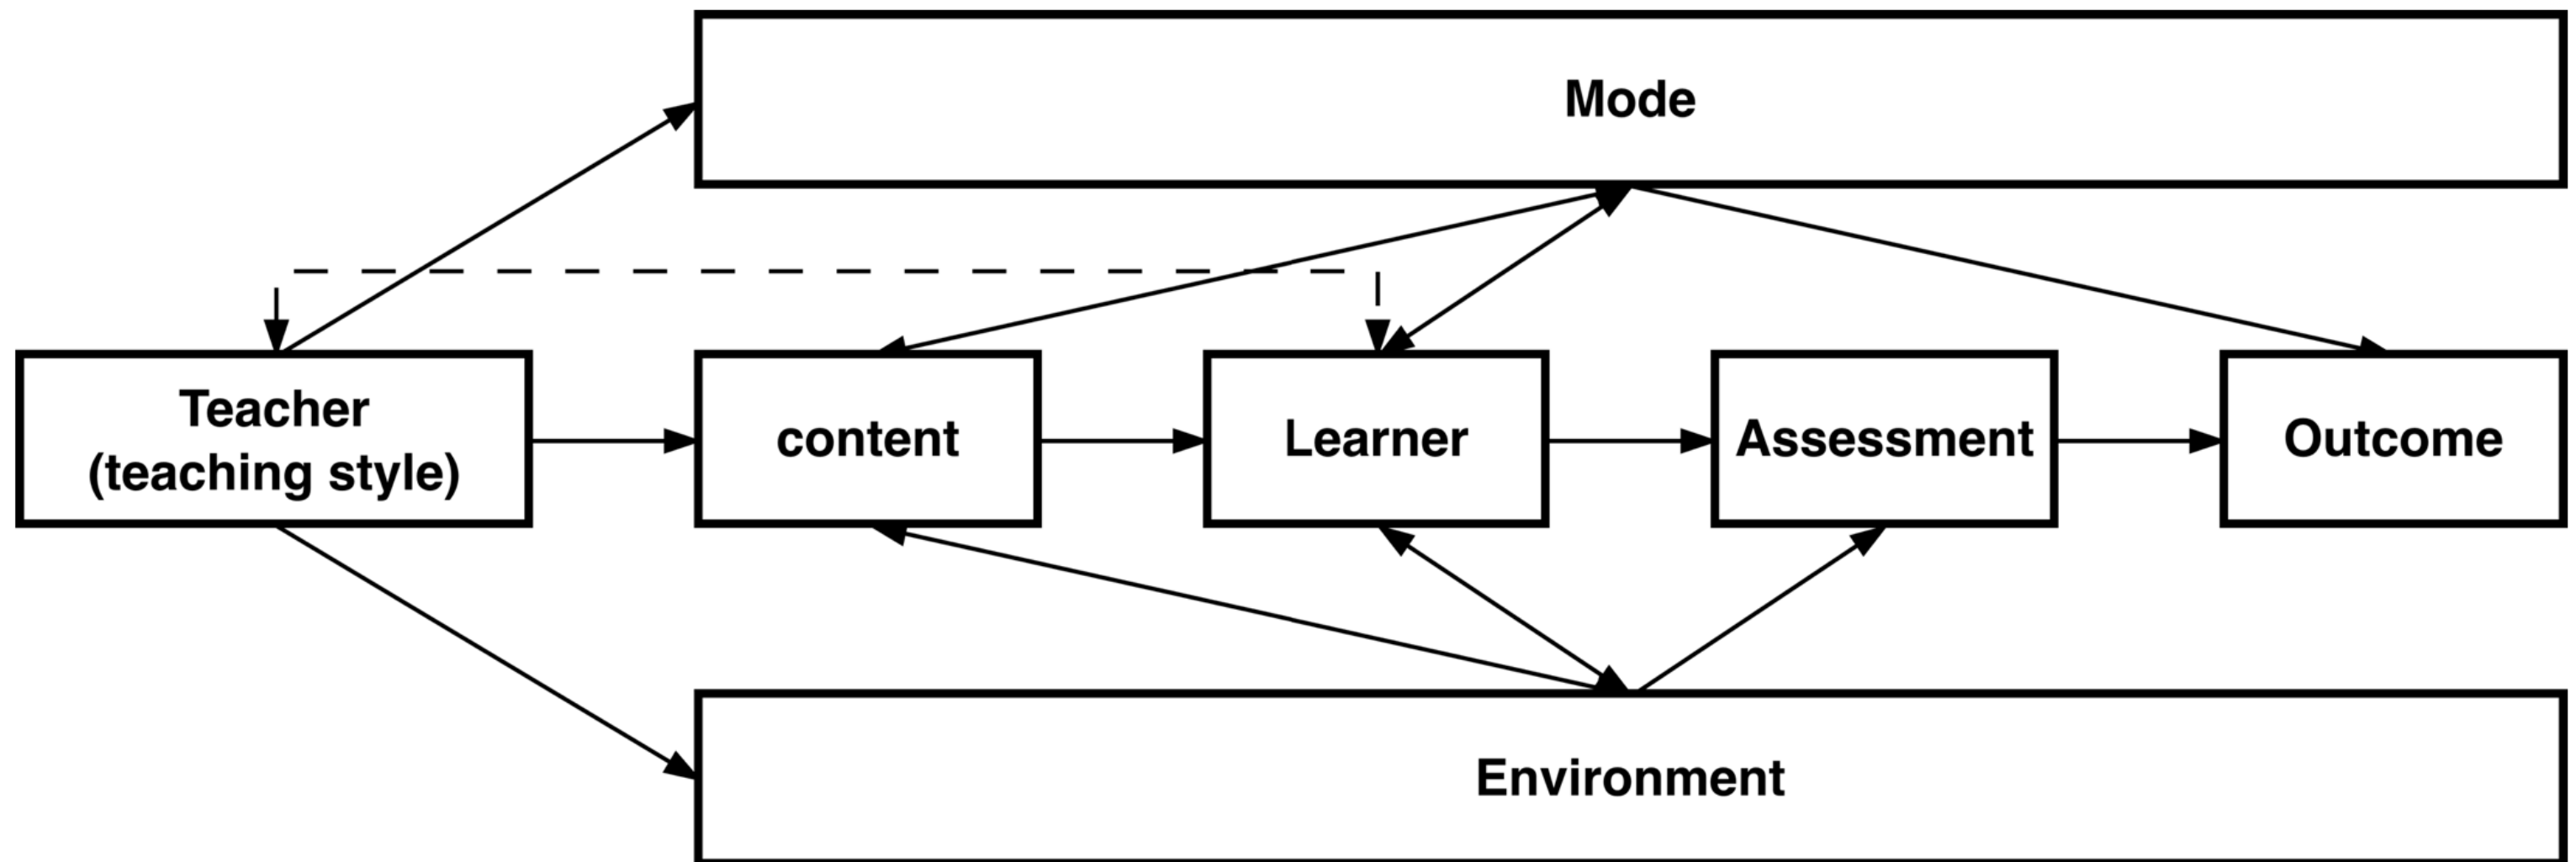 Mode
Teacher
(teaching style)
content
Learner
Assessment
Outcome
Environment